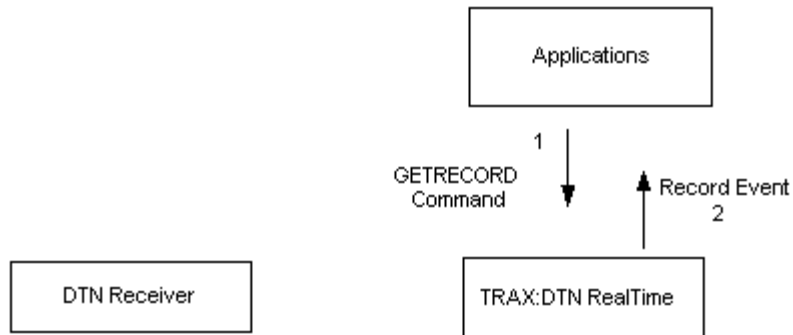 Applications
1
GETRECORD
Command
Record Event
2
DTN Receiver
TRAX:DTN RealTime